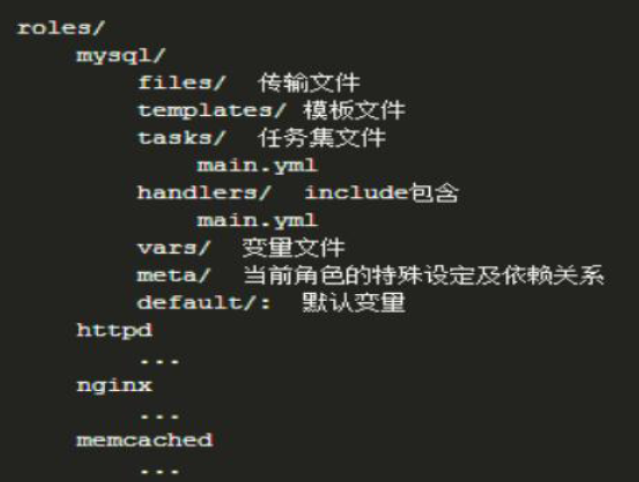 roles/
mysql/
files/ 传输文件
templates/ 模板文件
tasks/ 任务集文件
main.yml
handlers/ include包含
main.yml
vars/ 变量文件
meta/ 当前角色的特殊设定及依赖关系
default/: 默认变量
httpd
...
nginx
...
memcached
...